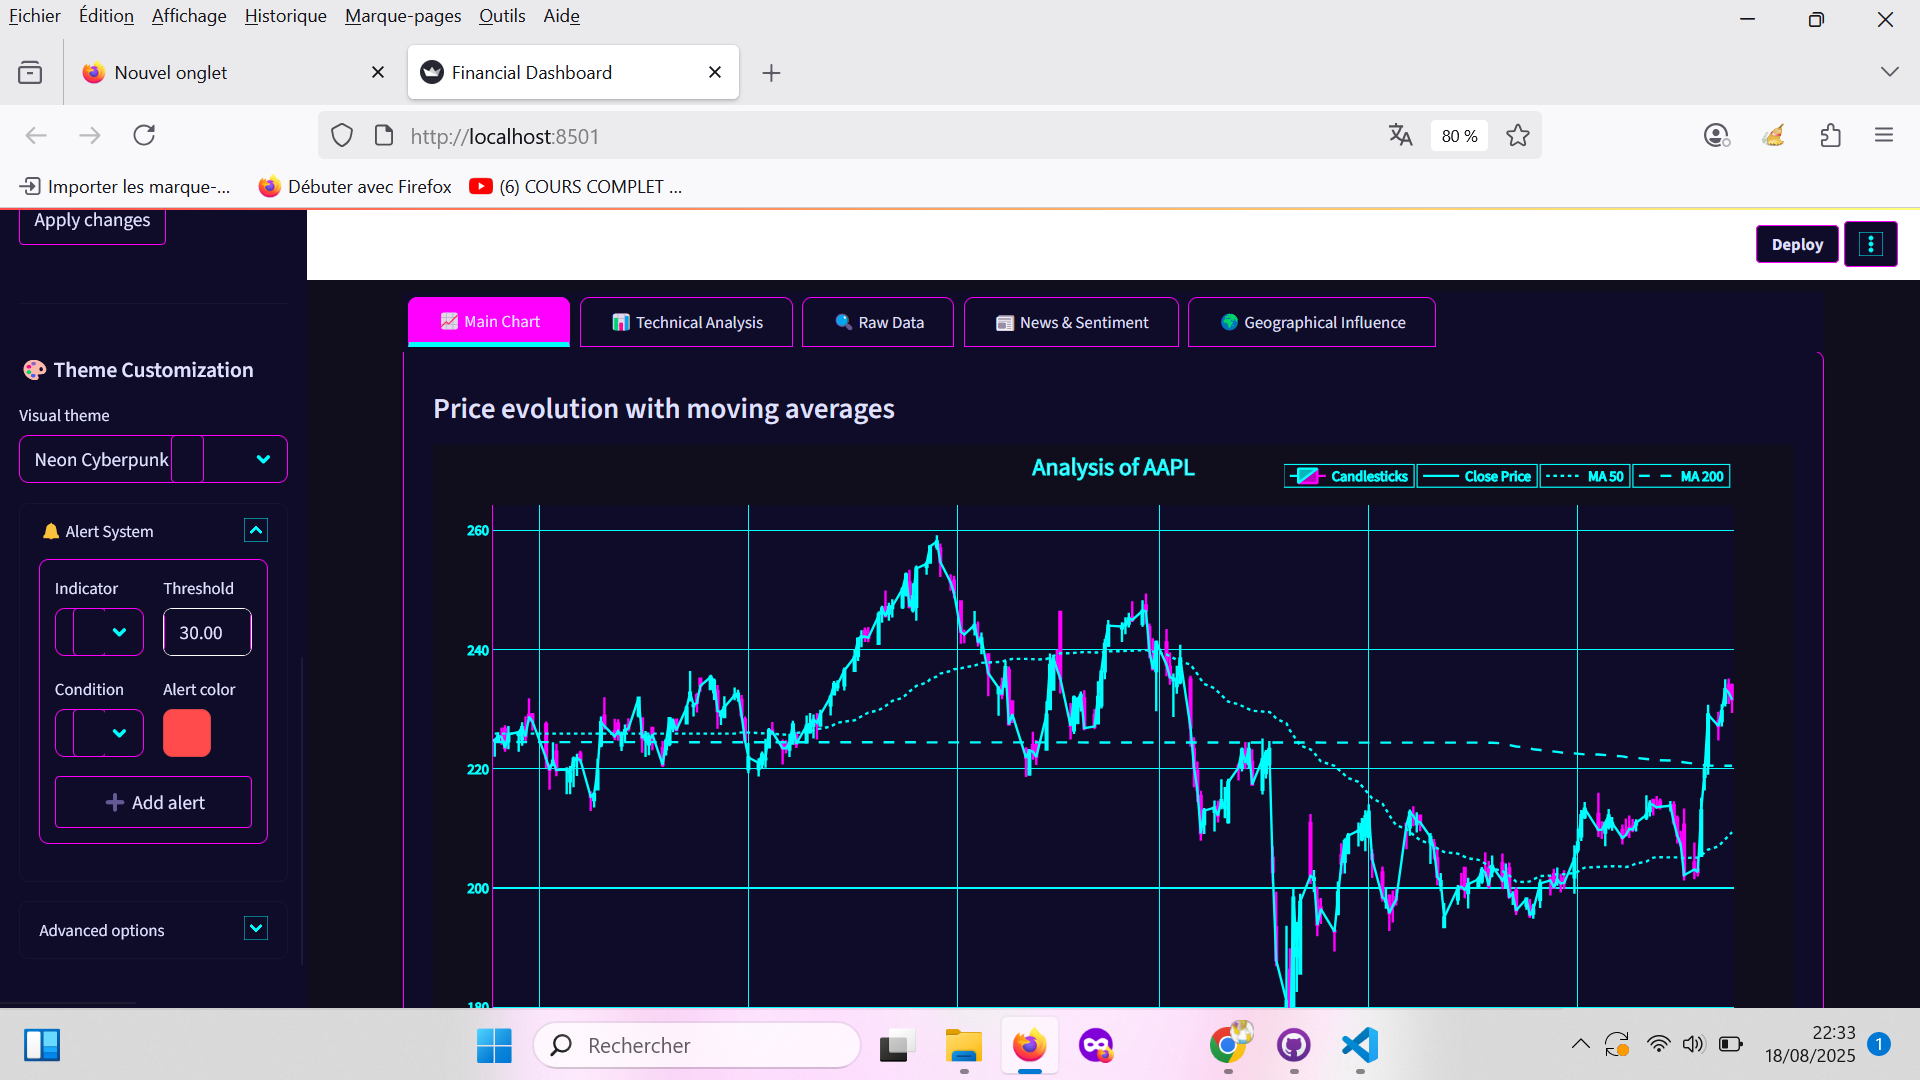 Fichier Édition Affichage Historique Marque-pages Outils Aide
Nouvel onglet
Financial Dashboard
http://localhost:8501
80 %
Importer les marque-...
Débuter avec Firefox
(6) COURS COMPLET ...
Apply changes
Deploy
Main Chart
Technical Analysis
Raw Data
News & Sentiment
Geographical Influence
Theme Customization
Visual theme
Neon Cyberpunk
Alert System
Indicator
Threshold
30.00
Condition
Alert color
Add alert
Advanced options
Price evolution with moving averages
Analysis of AAPL
Candlesticks
Close Price
MA 50
MA 200
260
240
220
200
180
Rechercher
22:33
18/08/2025
1